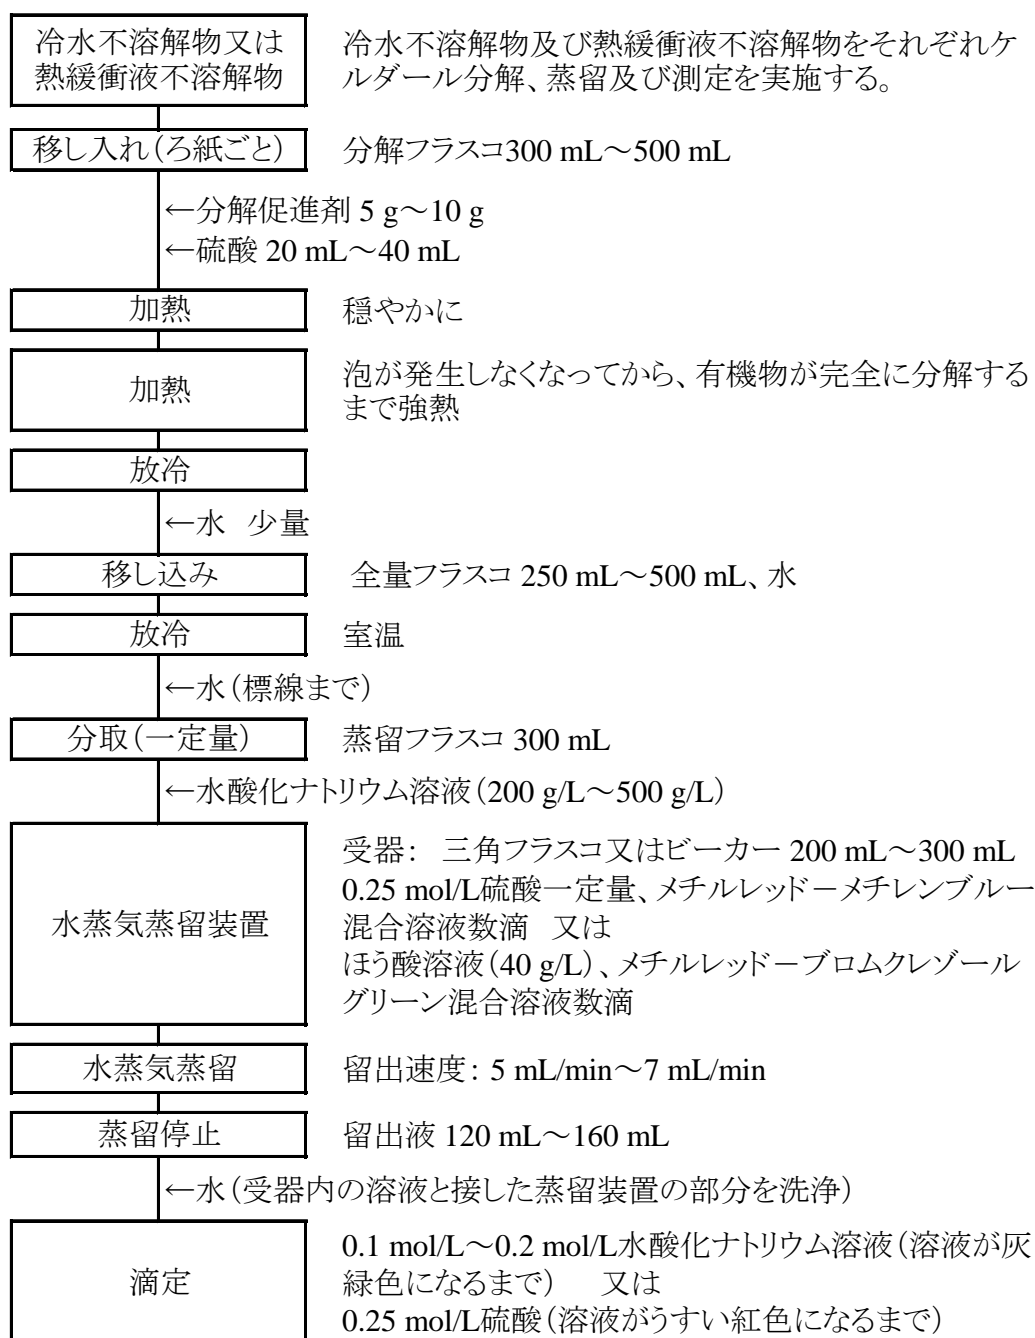 冷水不溶解物又は
熱緩衝液不溶解物
冷水不溶解物及び熱緩衝液不溶解物をそれぞれケ
ルダール分解、蒸留及び測定を実施する。
移し入れ(ろ紙ごと)
分解フラスコ300 mL～500 mL
←分解促進剤 5 g～10 g
←硫酸 20 mL～40 mL
加熱
穏やかに
加熱
泡が発生しなくなってから、有機物が完全に分解する
まで強熱
放冷
←水 少量
移し込み
全量フラスコ 250 mL～500 mL、水
放冷
室温
←水(標線まで)
分取(一定量)
蒸留フラスコ 300 mL
←水酸化ナトリウム溶液(200 g/L～500 g/L)
水蒸気蒸留装置
受器： 三角フラスコ又はビーカー 200 mL～300 mL
0.25 mol/L硫酸一定量、メチルレッド－メチレンブルー
混合溶液数滴 又は
ほう酸溶液(40 g/L)、メチルレッド－ブロムクレゾール
グリーン混合溶液数滴
水蒸気蒸留
留出速度： 5 mL/min～7 mL/min
蒸留停止
留出液 120 mL～160 mL
←水(受器内の溶液と接した蒸留装置の部分を洗浄)
滴定
0.1 mol/L～0.2 mol/L水酸化ナトリウム溶液(溶液が灰
緑色になるまで) 又は
0.25 mol/L硫酸(溶液がうすい紅色になるまで)